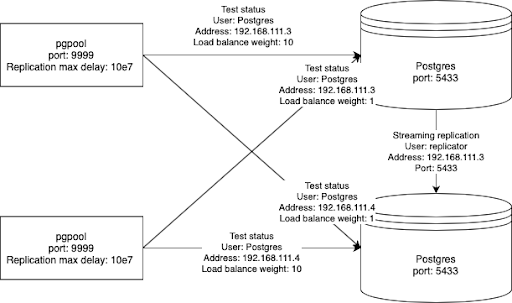 Test status
User: Postgres
Address: 192.168.111.3
Load balance weight: 10
pgpool
port: 9999
Replication max delay: 10e7
Postgres
port: 5433
Test status
User: Postgres
Address: 192.168.111.3
Load balance weight: 1
Streaming replication
User: replicator
Address: 192.168.111.3
Port: 5433
Test status
User: Postgres
Address: 192.168.111.4
Load balance weight: 1
pgpool
port: 9999
Replication max delay: 10e7
Test status
User: Postgres
Address: 192.168.111.4
Load balance weight: 10
Postgres
port: 5433